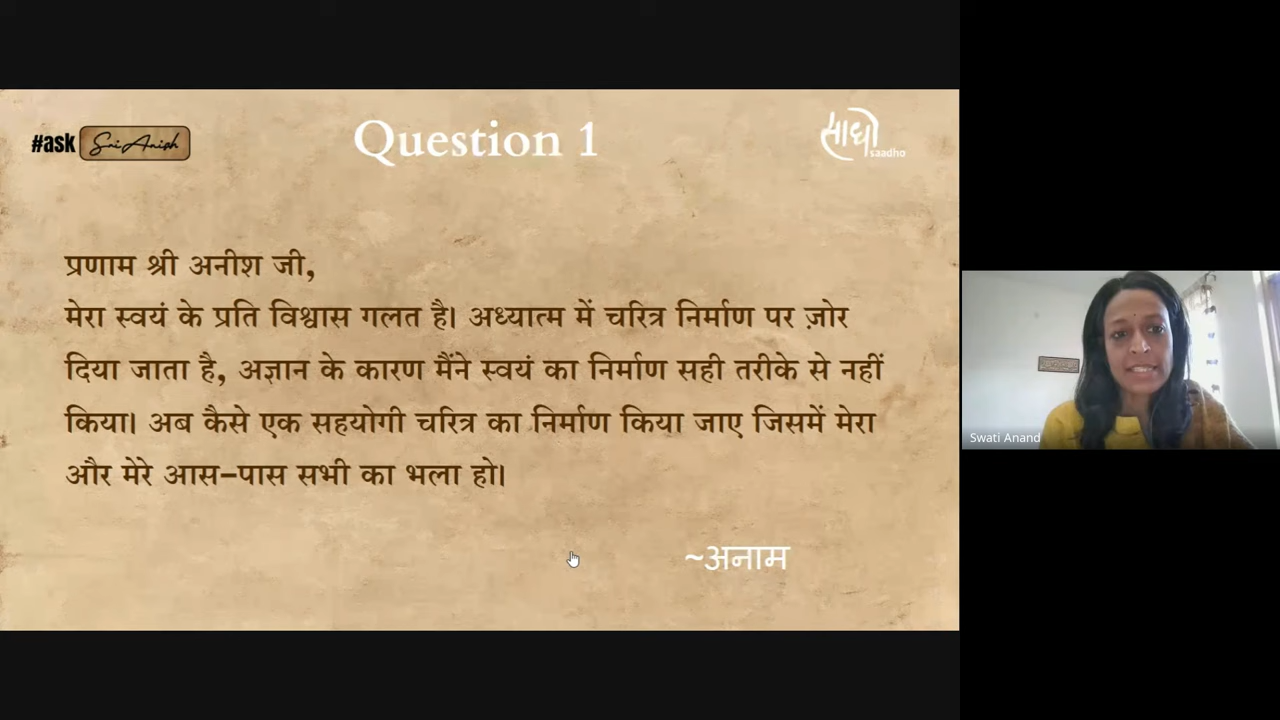 #ask Sri Anish
Question 1
साधो
saadho
प्रणाम श्री अनीश जी,
मेरा स्वयं के प्रति विश्वास गलत है। अध्यात्म में चरित्र निर्माण पर ज़ोर
दिया जाता है, अज्ञान के कारण मैंने स्वयं का निर्माण सही तरीके से नहीं
किया। अब कैसे एक सहयोगी चरित्र का निर्माण किया जाए जिसमें मेरा
और मेरे आस-पास सभी का भला हो।
~अनाम
Swati Anand